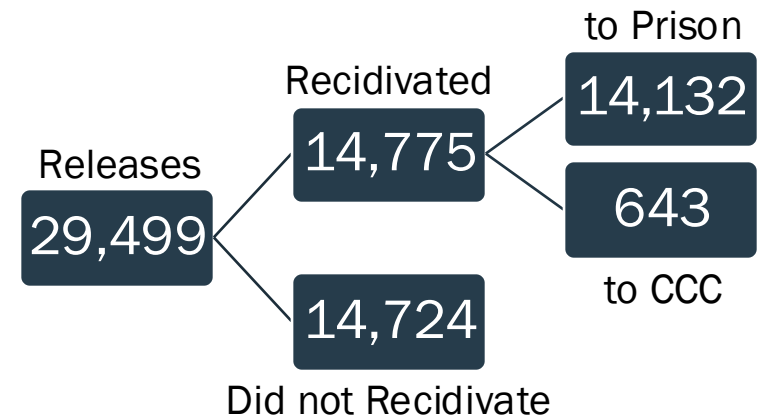 to Prison
14,132
Recidivated
14,775
Releases
29,499
643
to CCC
14,724
Did not Recidivate